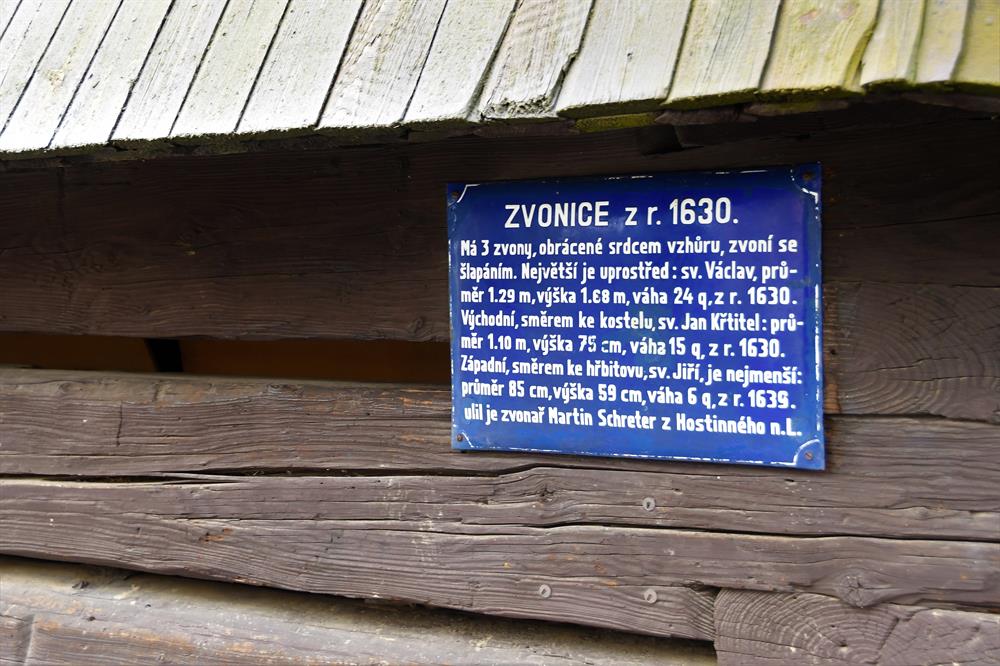 ZVONICE z r. 1630.
Má 3 zvony, obrácené srdcem vzhůru, zvoní se
šlapáním. Největší je uprostřed: sv. Václav, prů-
měr 1.29 m, výška 1.68 m, váha 24 q, z r. 1630.
Východní, směrem ke kostelu, sv. Jan Křtitel: prů-
měr 1.10 m, výška 75 cm, váha 15 q, z r. 1630.
Západní, směrem ke hřbitovu, sv. Jiří, je nejmenší:
průměr 85 cm, výška 59 cm, váha 6 q, z r. 1639.
ulil je zvonař Martin Schreter z Hostinného n.L.